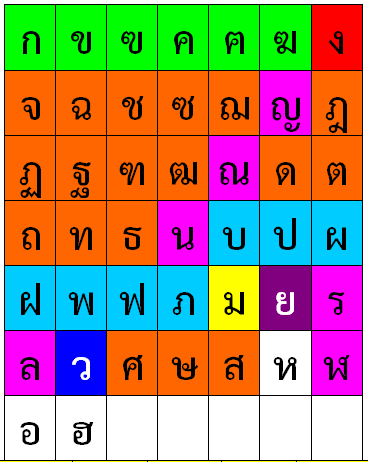 ก ข ฃ ค ฅ ฆ ง
จ ฉ ช ซ ฌ ญ ฎ
ฏ ฐ ฑ ฒ ณ ด ต
ถ ท ธ น บ ป ผ
ฝ พ ฟ ภ ม ย ร
ล ว ศ ษ ส ห ฬ
อ ฮ